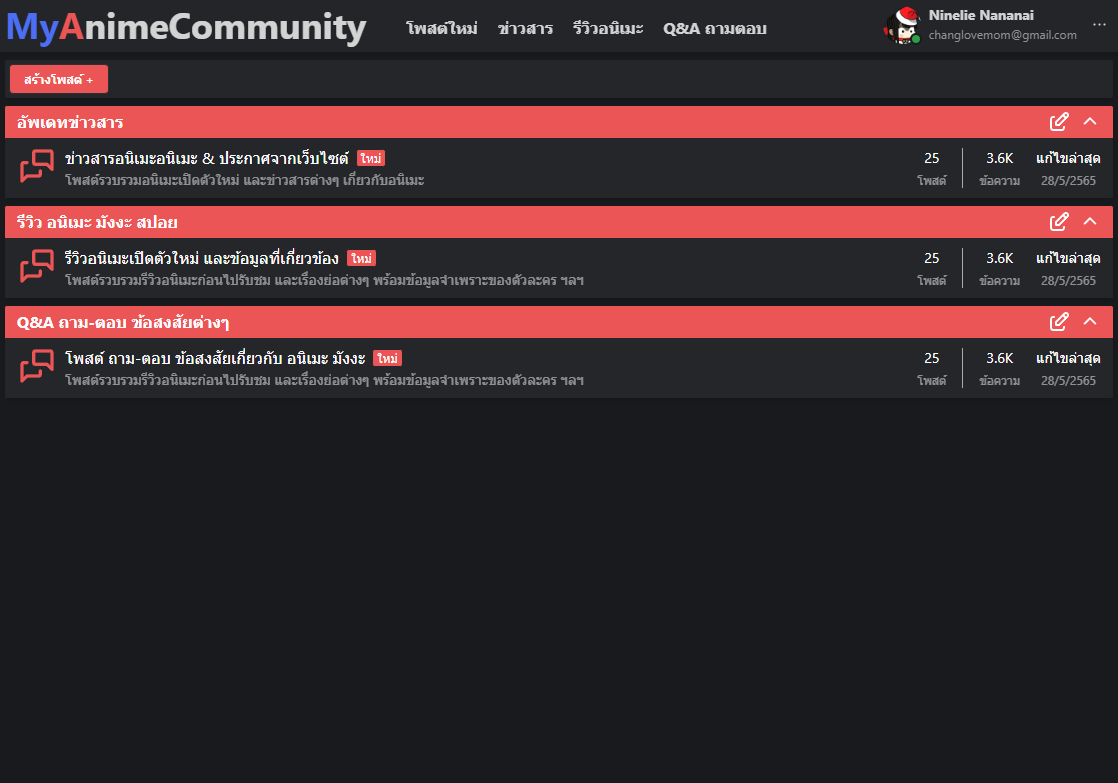 MyAnimeCommunity โพสต์ใหม่ ข่าวสาร รีวิวอนิเมะ Q&A ถามตอบ
Ninelie Nananai
changlovemom@gmail.com
สร้างโพสต์ +
อัพเดทข่าวสาร
ข่าวสารอนิเมะอนิเมะ & ประกาศจากเว็บไซต์ ใหม่ 25 3.6K แก้ไขล่าสุด
โพสต์รวบรวมอนิเมะเปิดตัวใหม่ และข่าวสารต่างๆ เกี่ยวกับอนิเมะ โพสต์ ข้อความ 28/5/2565
รีวิว อนิเมะ มังงะ สปอย
รีวิวอนิเมะเปิดตัวใหม่ และข้อมูลที่เกี่ยวข้อง ใหม่ 25 3.6K แก้ไขล่าสุด
โพสต์รวบรวมรีวิวอนิเมะก่อนไปรับชม และเรื่องย่อต่างๆ พร้อมข้อมูลจำเพราะของตัวละคร ฯลฯ โพสต์ ข้อความ 28/5/2565
Q&A ถาม-ตอบ ข้อสงสัยต่างๆ
โพสต์ ถาม-ตอบ ข้อสงสัยเกี่ยวกับ อนิเมะ มังงะ ใหม่ 25 3.6K แก้ไขล่าสุด
โพสต์รวบรวมรีวิวอนิเมะก่อนไปรับชม และเรื่องย่อต่างๆ พร้อมข้อมูลจำเพราะของตัวละคร ฯลฯ โพสต์ ข้อความ 28/5/2565